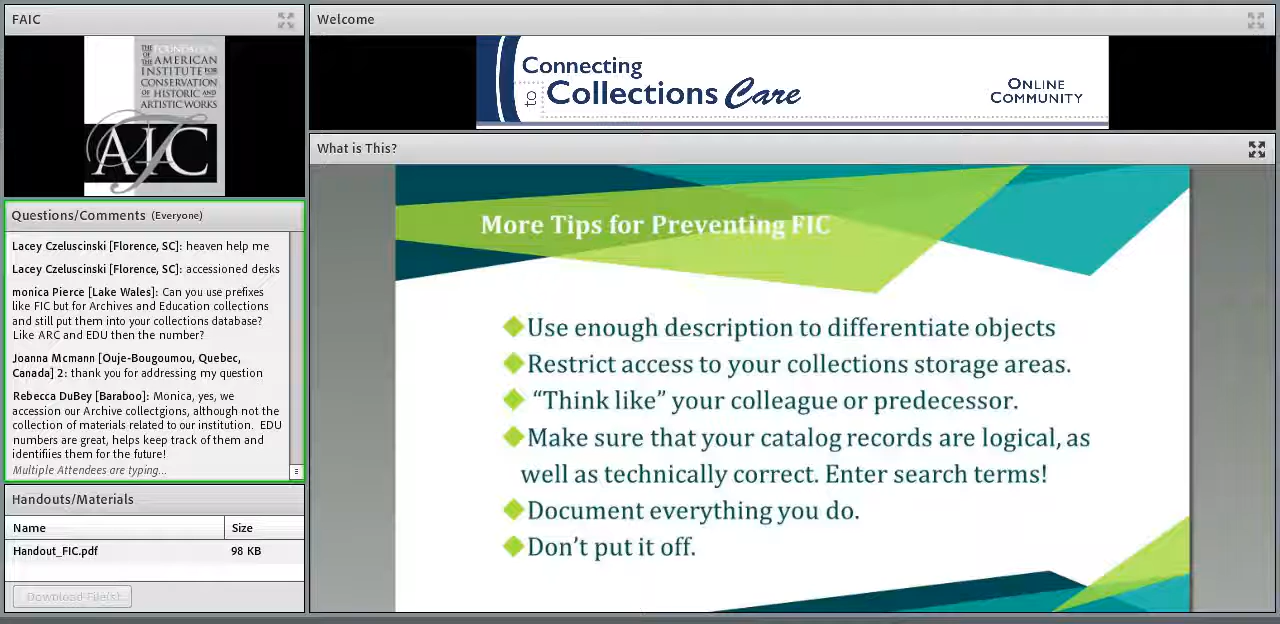 FAIC
THE FOUNDATION
OF THE AMERICAN
INSTITUTE FOR
CONSERVATION
OF HISTORIC AND
ARTISTIC WORKS
AIC
Welcome
Connecting
to Collections Care
ONLINE
COMMUNITY
Questions/Comments (Everyone)
Lacey Czeluscinski [Florence, SC]: heaven help me
Lacey Czeluscinski [Florence, SC]: accessioned desks
monica Pierce [Lake Wales]: Can you use prefixes
like FIC but for Archives and Education collections
and still put them into your collections database?
Like ARC and EDU then the number?
Joanna Mcmann [Ouje-Bougoumou, Quebec,
Canada] 2: thank you for addressing my question
Rebecca DuBey [Baraboo]: Monica, yes, we
accession our Archive collectgions, although not the
collection of materials related to our institution. EDU
numbers are great, helps keep track of them and
identifiies them for the future!
Multiple Attendees are typing...
Handouts/Materials
Name Size
Handout_FIC.pdf 98 KB
Download File(s)
What is This?
More Tips for Preventing FIC
Use enough description to differentiate objects
Restrict access to your collections storage areas.
“Think like” your colleague or predecessor.
Make sure that your catalog records are logical, as
well as technically correct. Enter search terms!
Document everything you do.
Don’t put it off.